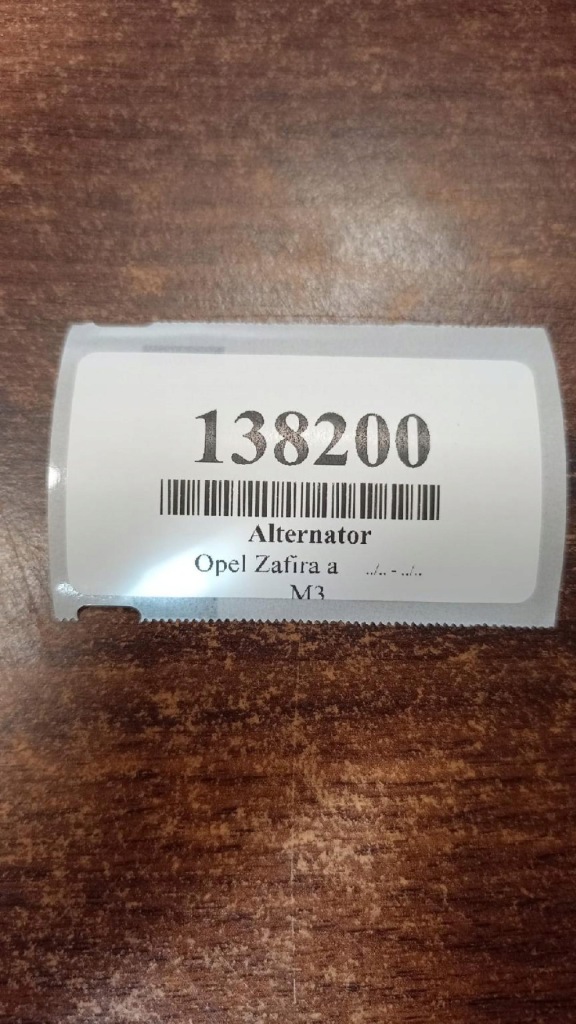 138200
Alternator
Opel Zafira a ../.. - ../..
M3